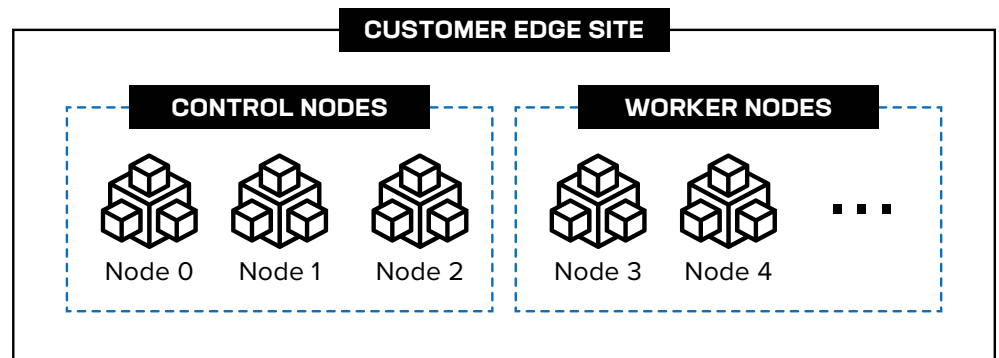 CUSTOMER EDGE SITE
CONTROL NODES
Node 0
Node 1
Node 2
WORKER NODES
Node 3
Node 4
...